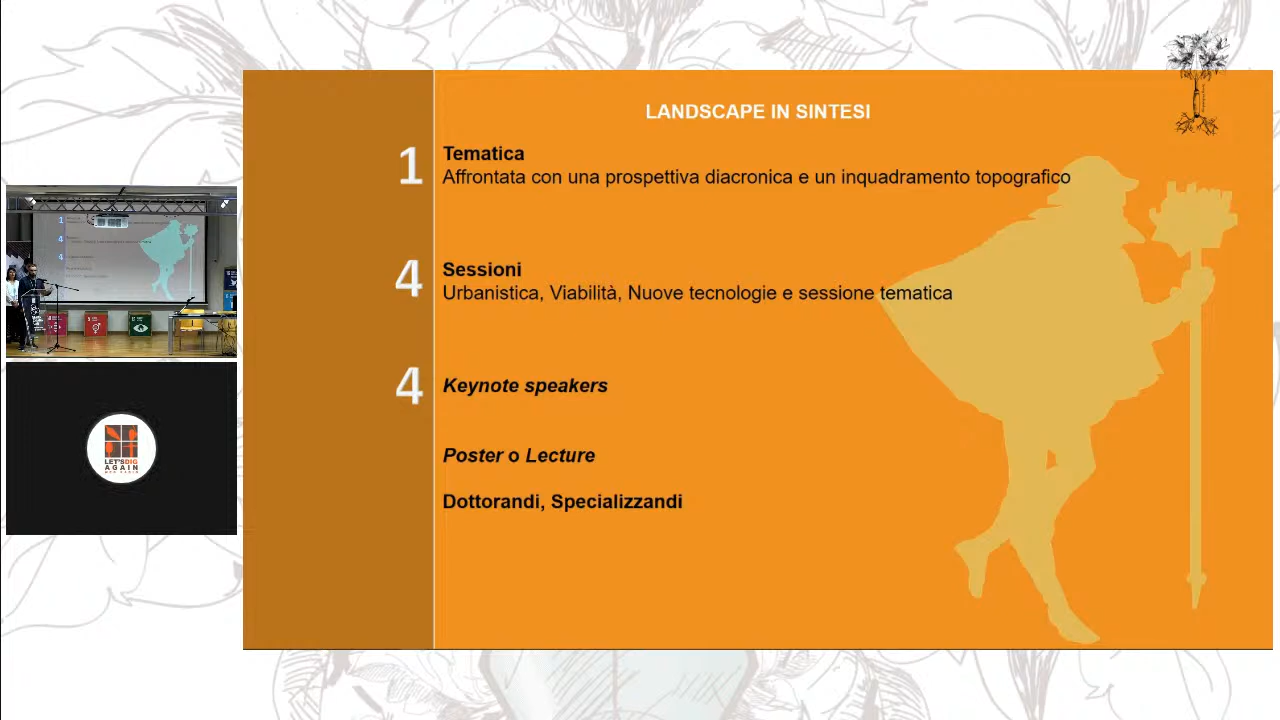 LANDSCAPE IN SINTESI
1
Tematica
Affrontata con una prospettiva diacronica e un inquadramento topografico
4
Sessioni
Urbanistica, Viabilità, Nuove tecnologie e sessione tematica
4
Keynote speakers
Poster o Lecture
Dottorandi, Specializzandi
LET'SDIG
AGAIN